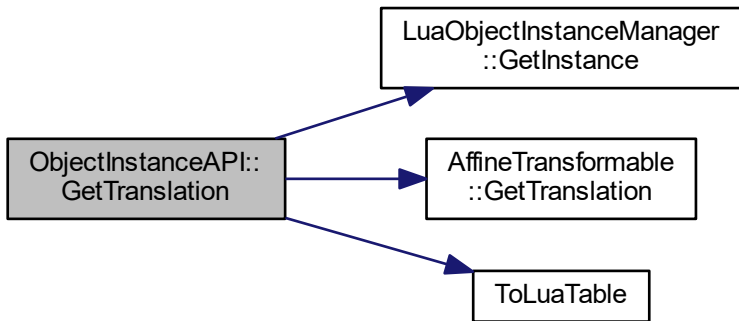 LuaObjectInstanceManager
::GetInstance
ObjectInstanceAPI::
GetTranslation
AffineTransformable
::GetTranslation
ToLuaTable